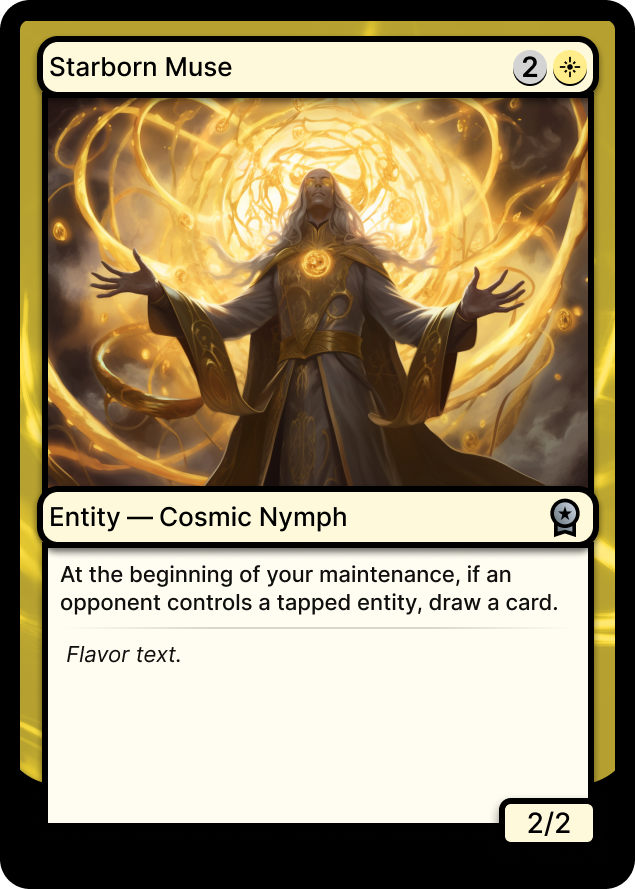 Starborn Muse 2
Entity — Cosmic Nymph
At the beginning of your maintenance, if an
opponent controls a tapped entity, draw a card.
Flavor text.
2/2